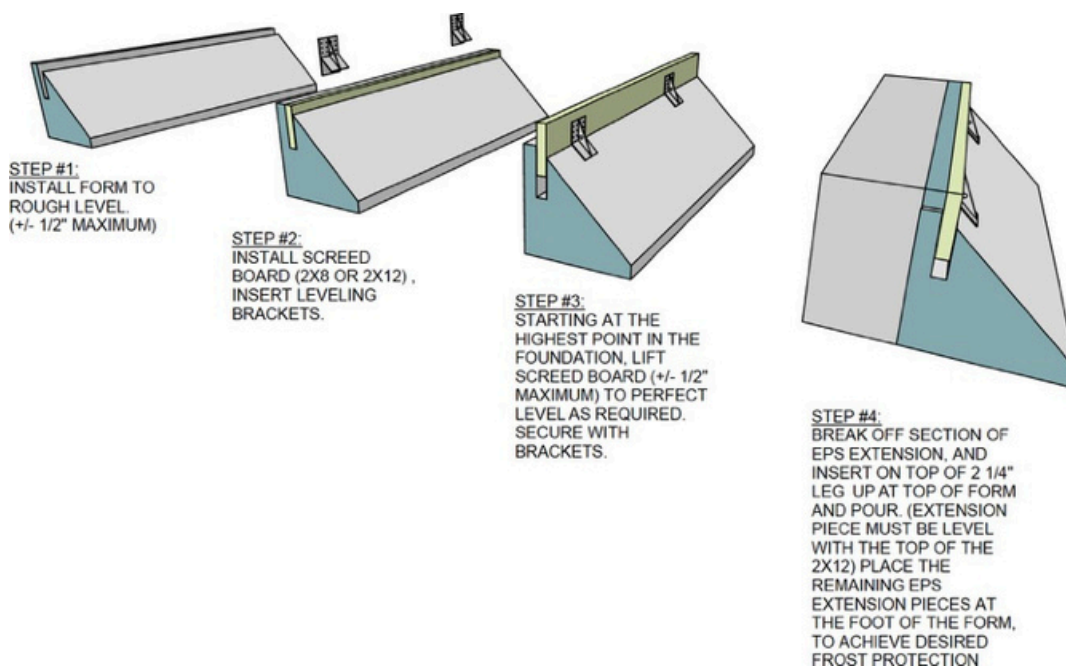 STEP #1:
INSTALL FORM TO
ROUGH LEVEL.
(+/- 1/2" MAXIMUM)
STEP #2:
INSTALL SCREED
BOARD (2X8 OR 2X12) ,
INSERT LEVELING
BRACKETS.
STEP #3:
STARTING AT THE
HIGHEST POINT IN THE
FOUNDATION, LIFT
SCREED BOARD (+/- 1/2"
MAXIMUM) TO PERFECT
LEVEL AS REQUIRED.
SECURE WITH
BRACKETS.
STEP #4:
BREAK OFF SECTION OF
EPS EXTENSION, AND
INSERT ON TOP OF 2 1/4"
LEG UP AT TOP OF FORM
AND POUR. (EXTENSION
PIECE MUST BE LEVEL
WITH THE TOP OF THE
2X12) PLACE THE
REMAINING EPS
EXTENSION PIECES AT
THE FOOT OF THE FORM,
TO ACHIEVE DESIRED
FROST PROTECTION